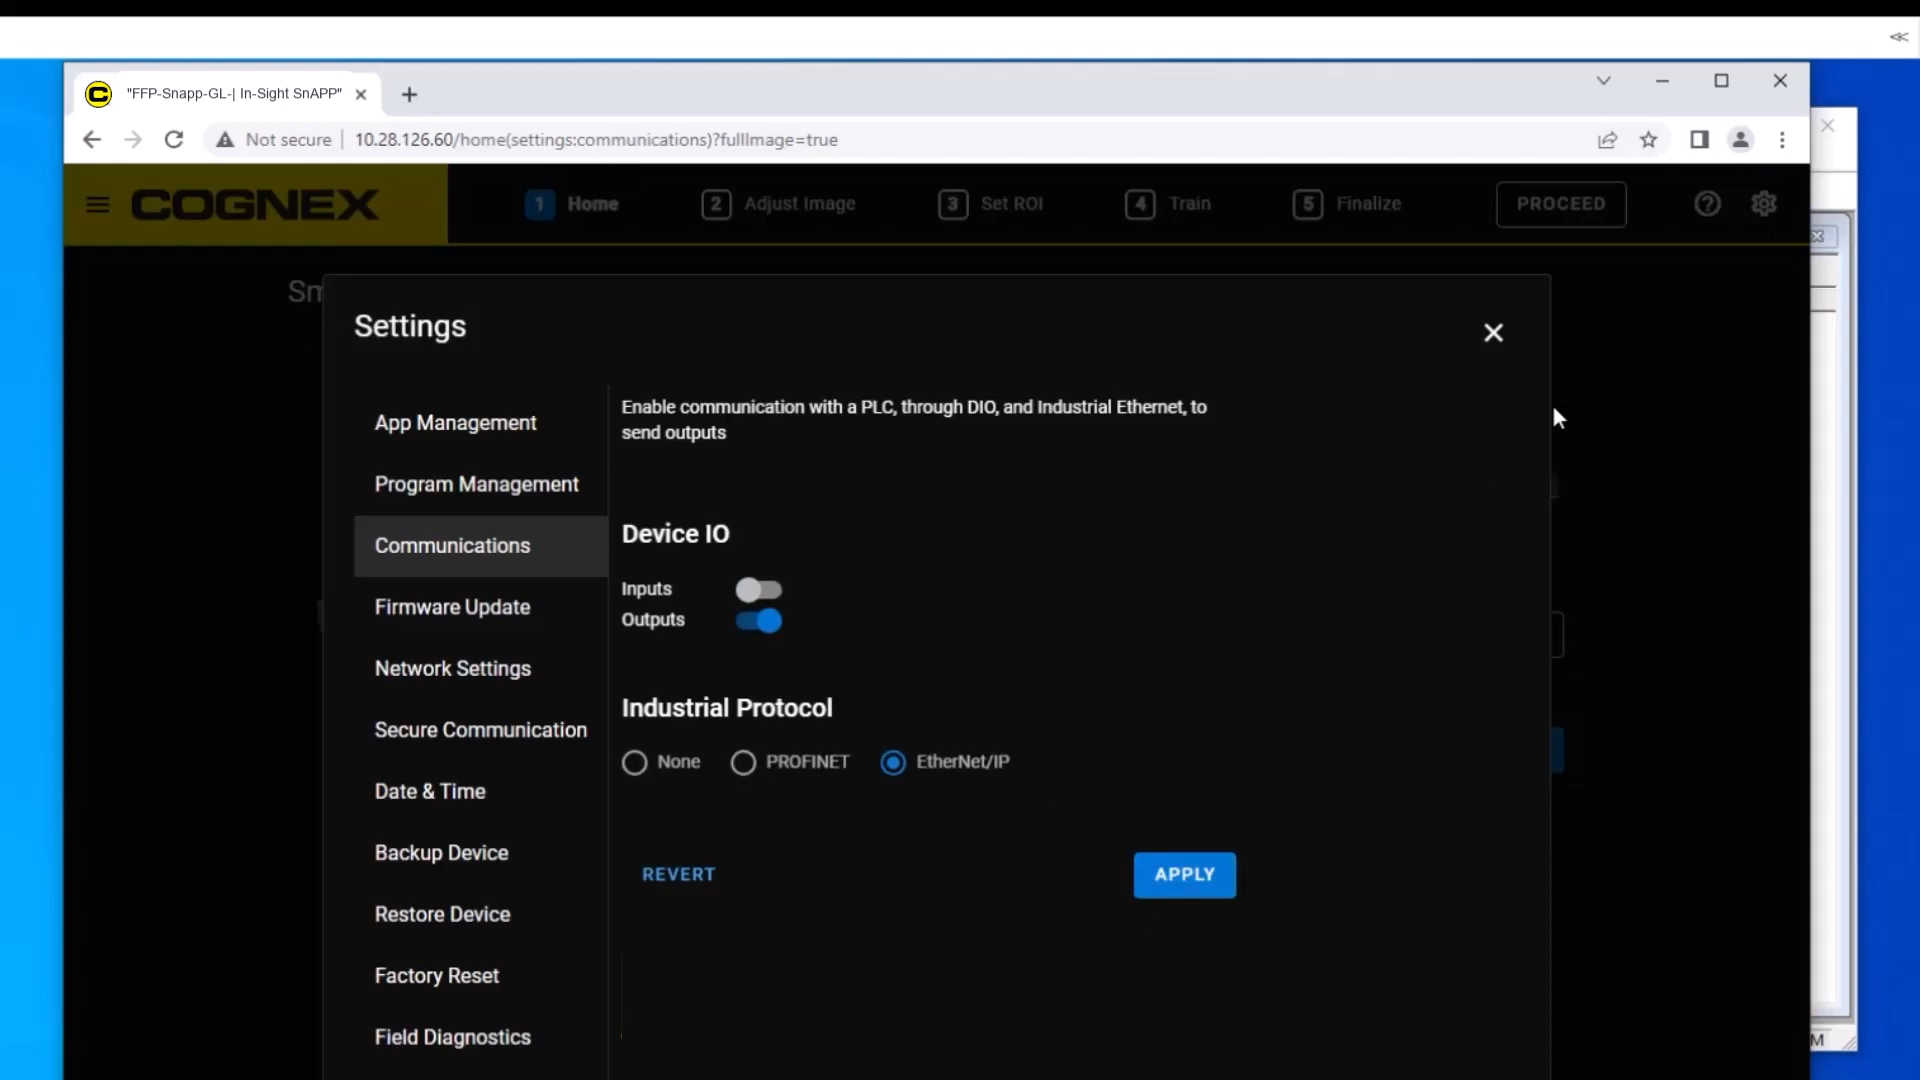 ≪
"FFP-Snapp-GL-| In-Sight SnAPP"
Not secure | 10.28.126.60/home(settings:communications)?fullImage=true
COGNEX
1 Home
2 Adjust Image
3 Set ROI
4 Train
5 Finalize
PROCEED
Sm
Settings
App Management
Program Management
Communications
Firmware Update
Network Settings
Secure Communication
Date & Time
Backup Device
Restore Device
Factory Reset
Field Diagnostics
Enable communication with a PLC, through DIO, and Industrial Ethernet, to
send outputs
Device IO
Inputs
Outputs
Industrial Protocol
None PROFINET EtherNet/IP
REVERT APPLY
M